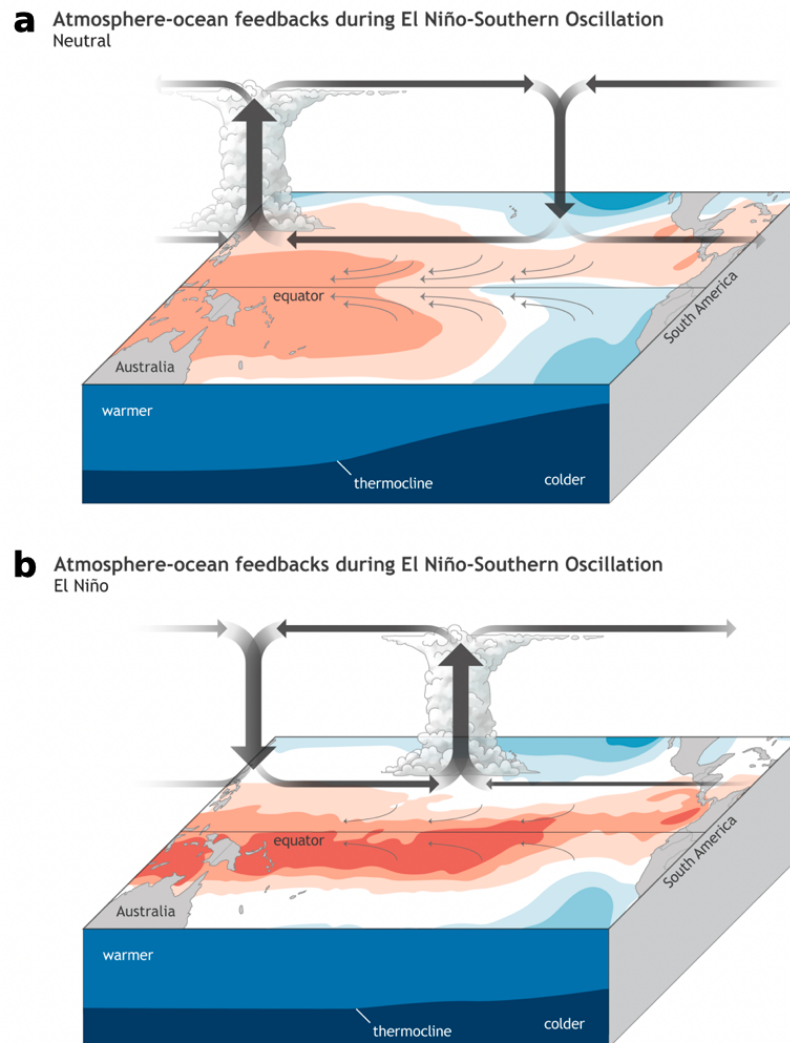 a Atmosphere-ocean feedbacks during El Niño-Southern Oscillation
Neutral
equator
South America
Australia
warmer
thermocline
colder
b Atmosphere-ocean feedbacks during El Niño-Southern Oscillation
El Niño
equator
South America
Australia
warmer
thermocline
colder